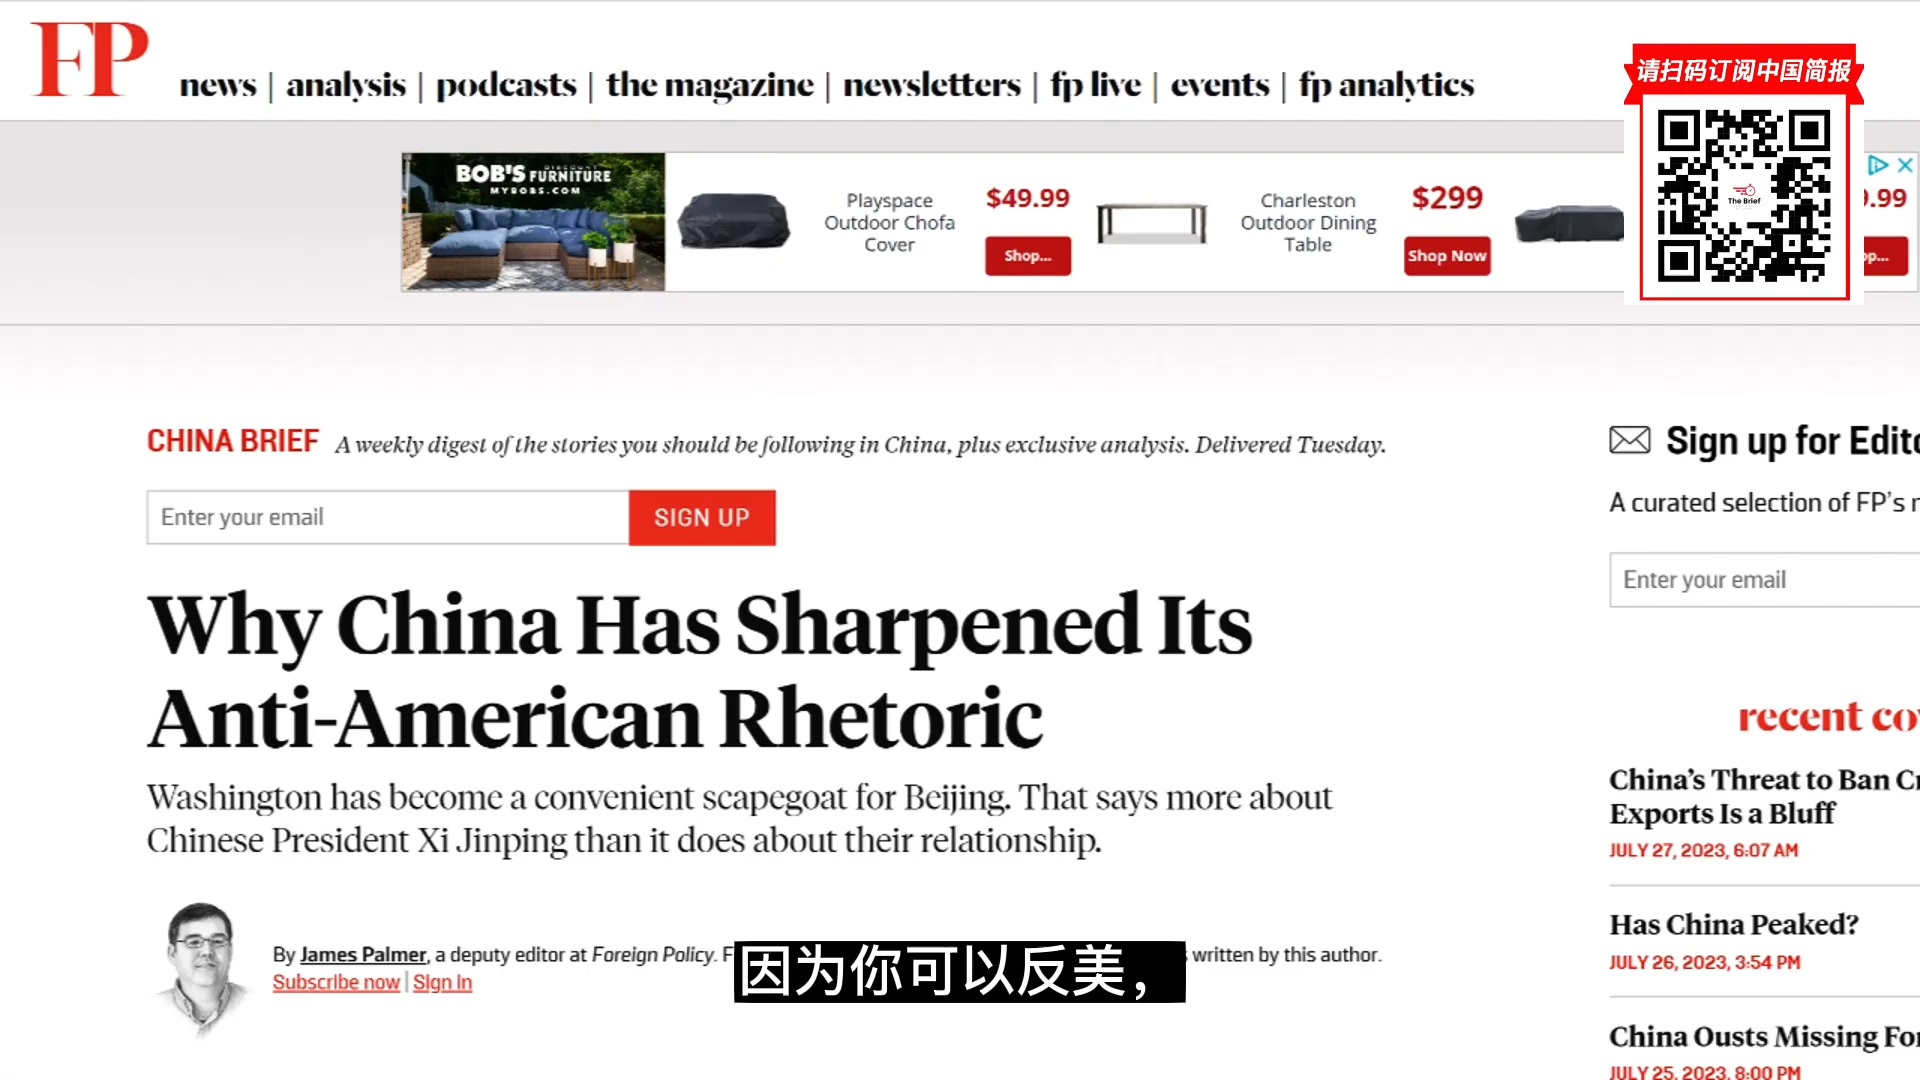 FP
news | analysis | podcasts | the magazine | newsletters | fp live | events | fp analytics
请扫码订阅中国简报
The Brief
BOB'S DISCOUNT FURNITURE
MYBOBS.COM
Playspace
Outdoor Chofa
Cover
$49.99
Shop...
Charleston
Outdoor Dining
Table
$299
Shop Now
9.99
op...
CHINA BRIEF A weekly digest of the stories you should be following in China, plus exclusive analysis. Delivered Tuesday.
Enter your email
SIGN UP
Why China Has Sharpened Its
Anti-American Rhetoric
Washington has become a convenient scapegoat for Beijing. That says more about
Chinese President Xi Jinping than it does about their relationship.
By James Palmer, a deputy editor at Foreign Policy. F
written by this author.
Subscribe now | Sign in
因为你可以反美，
Sign up for Edito
A curated selection of FP's
Enter your email
recent co
China's Threat to Ban
Exports Is a Bluff
JULY 27, 2023, 6:07 AM
Has China Peaked?
JULY 26, 2023, 3:54 PM
China Ousts Missing Fo
JULY 25, 2023, 8:00 PM